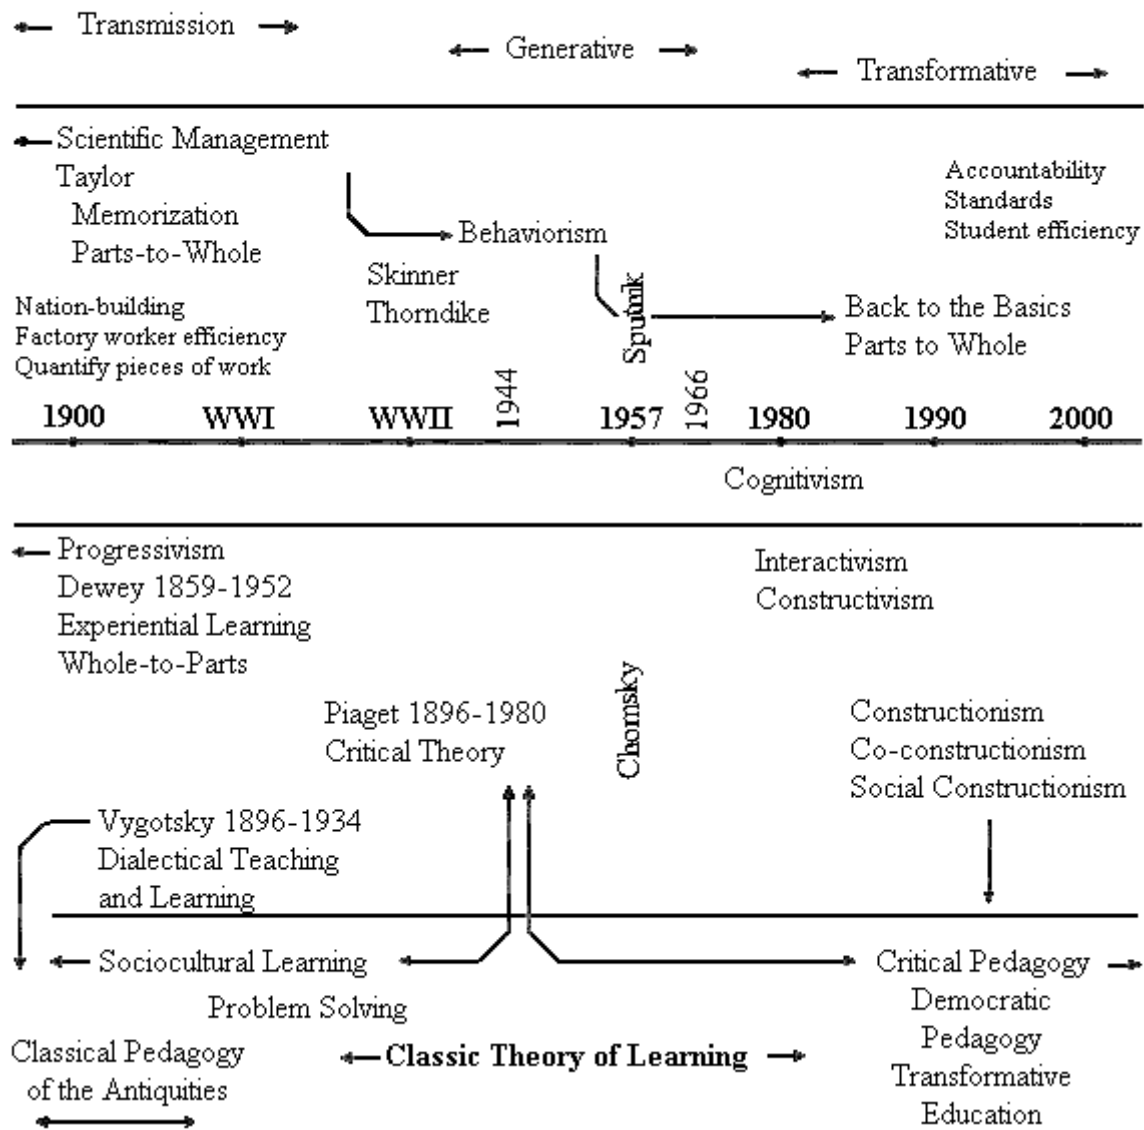 Transmission
Generative
Transformative
Scientific Management
Taylor
Memorization
Parts-to-Whole
Nation-building
Factory worker efficiency
Quantify pieces of work
Behaviorism
Skinner
Thorndike
Sputnik
Accountability
Standards
Student efficiency
Back to the Basics
Parts to Whole
1900 WWI WWII 1944 1957 1966 1980 1990 2000
Cognitivism
Progressivism
Dewey 1859-1952
Experiential Learning
Whole-to-Parts
Interactivism
Constructivism
Piaget 1896-1980
Critical Theory
Chomsky
Constructionism
Co-constructionism
Social Constructionism
Vygotsky 1896-1934
Dialectical Teaching
and Learning
Sociocultural Learning
Problem Solving
Critical Pedagogy
Democratic
Pedagogy
Transformative
Education
Classical Pedagogy
of the Antiquities
Classic Theory of Learning